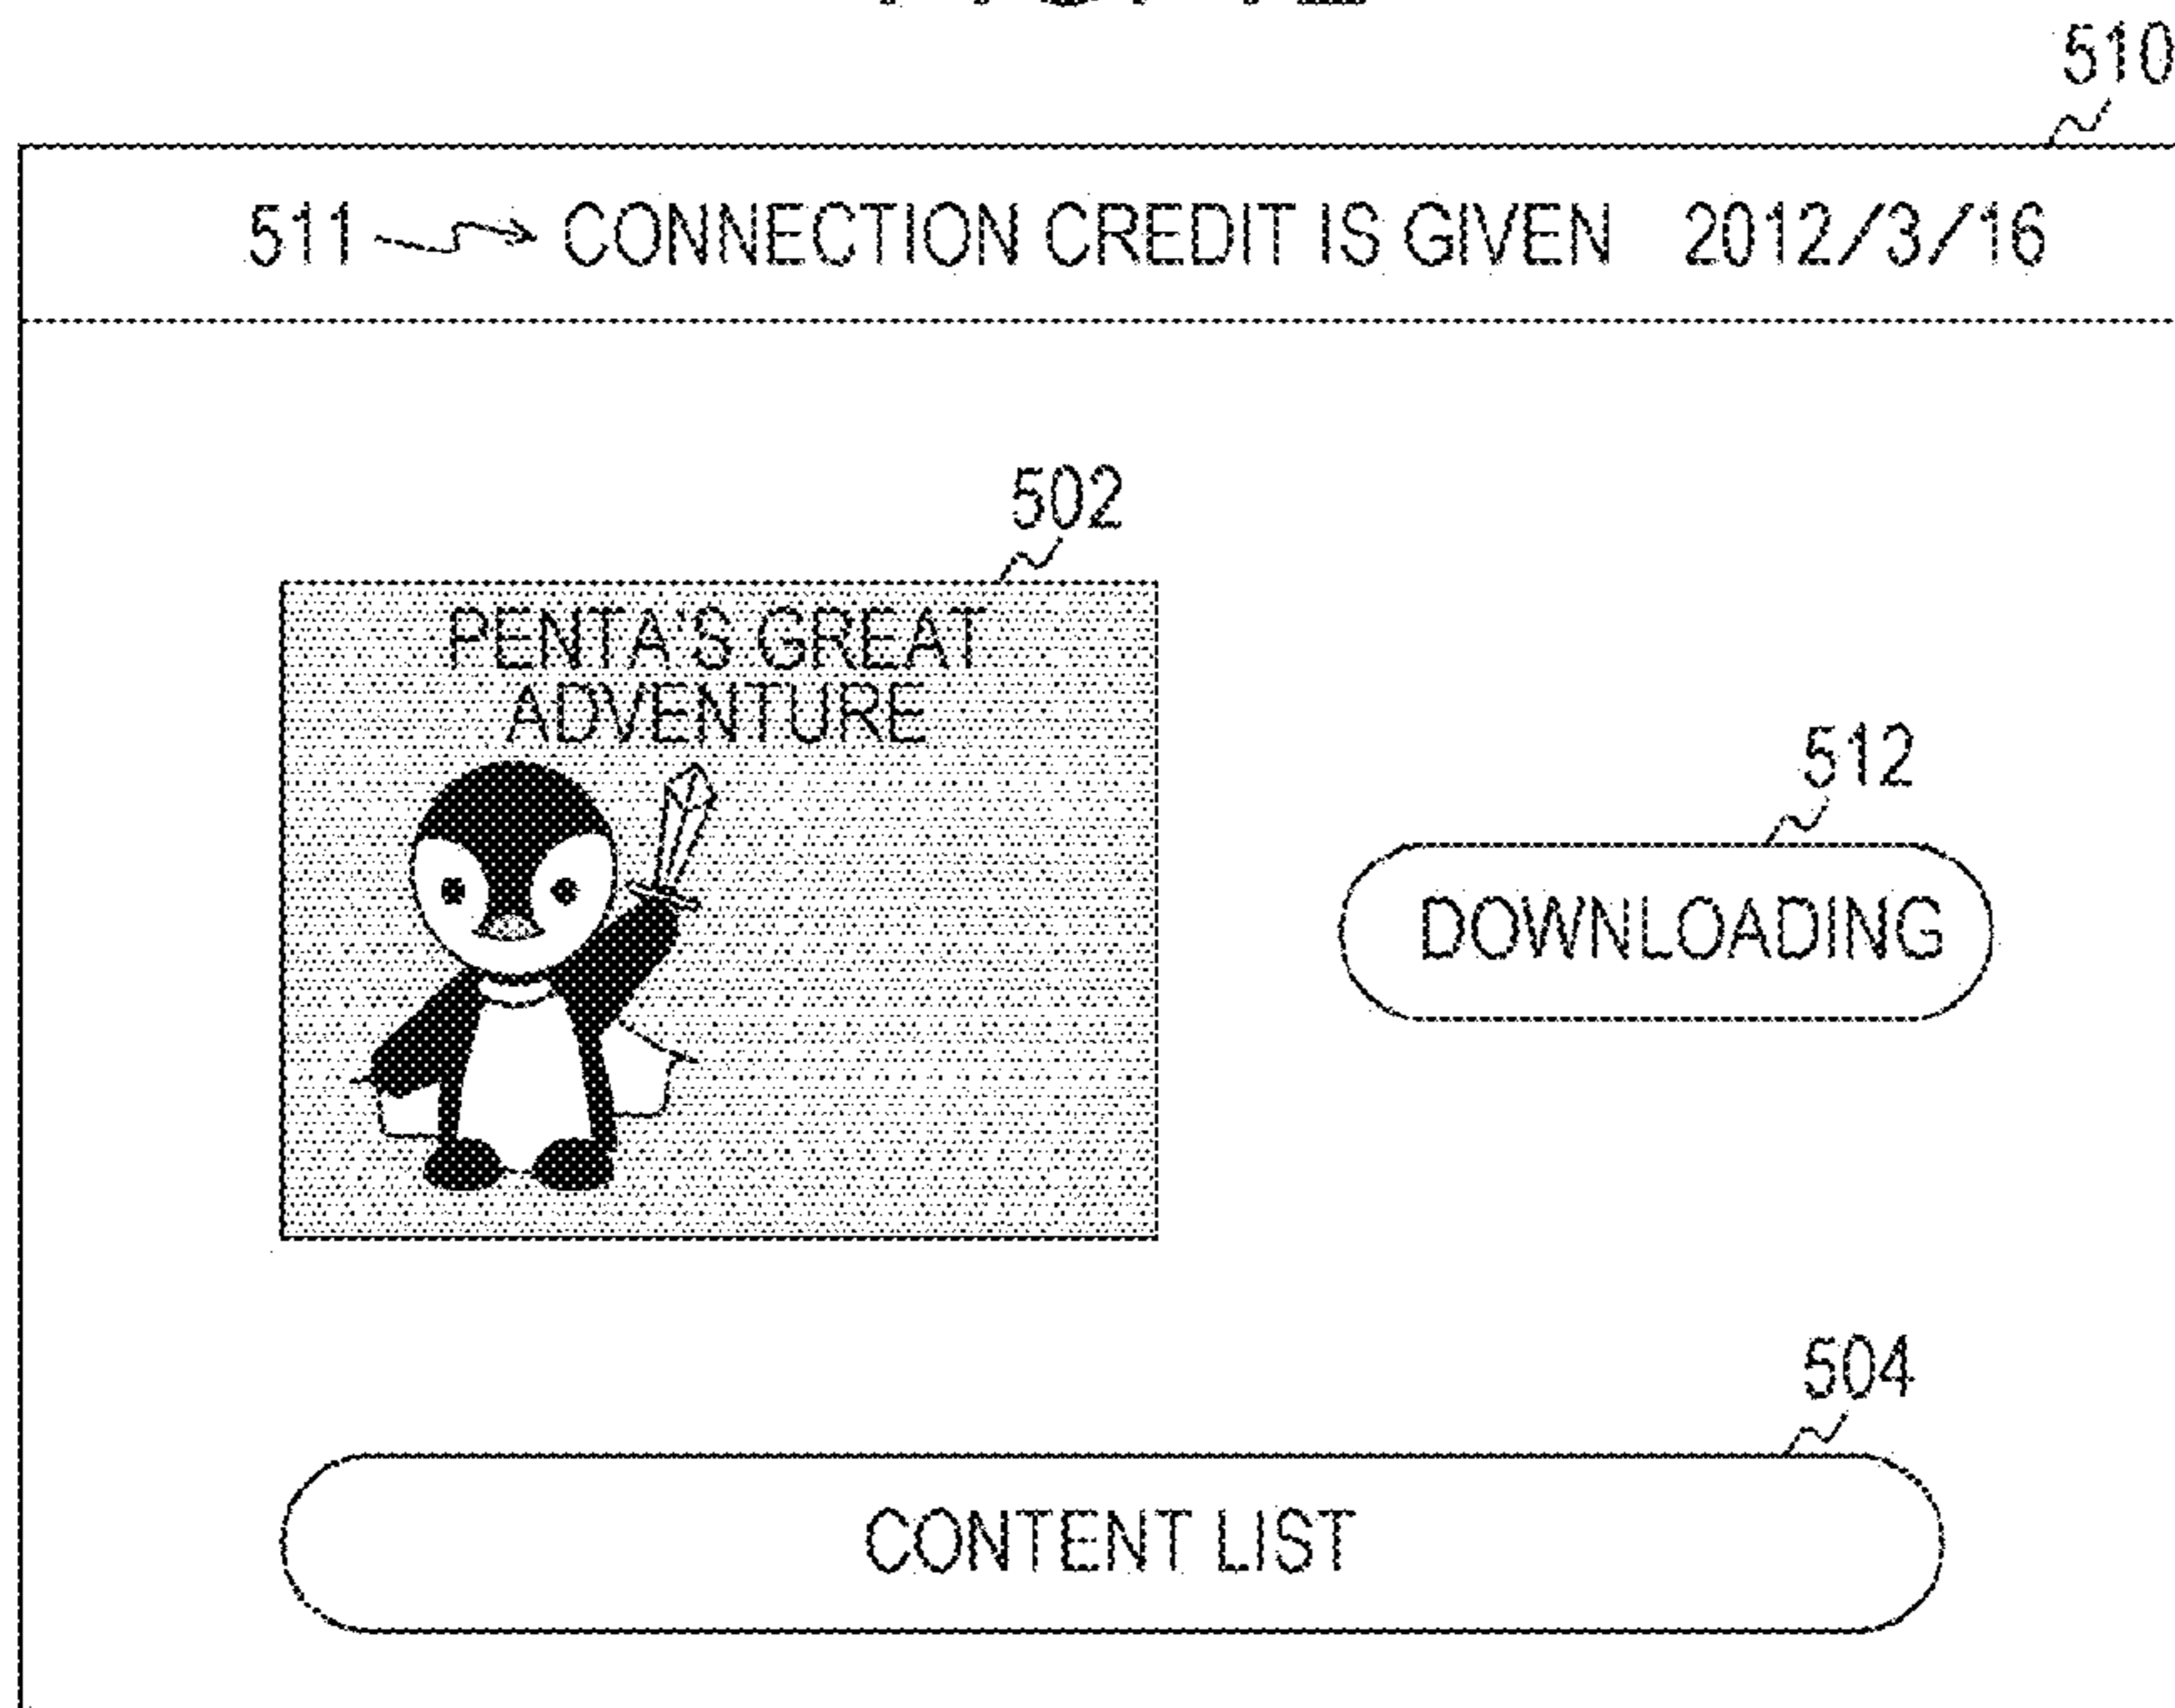 510
511 CONNECTION CREDIT IS GIVEN 2012/3/16
502
PENTA'S GREAT
ADVENTURE
512
DOWNLOADING
504
CONTENT LIST